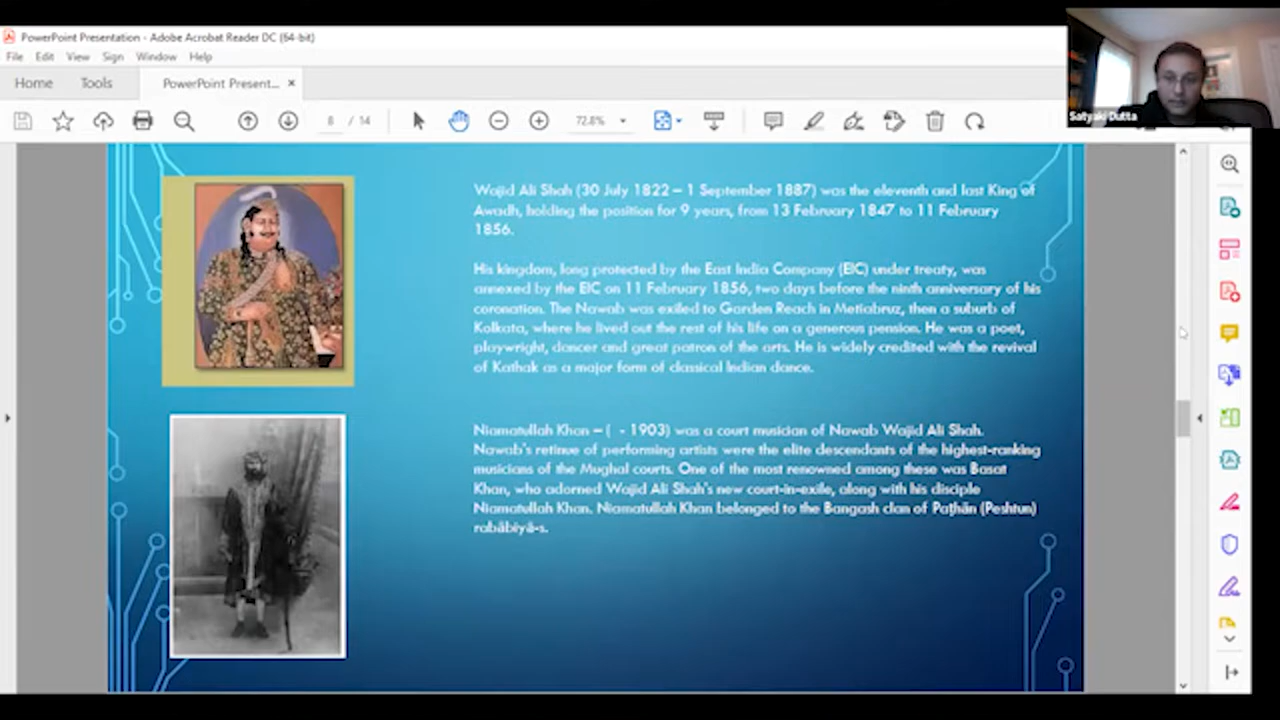 PowerPoint Presentation - Adobe Acrobat Reader DC (64-bit)
File Edit View Sign Window Help
Home Tools PowerPoint Present... ×
8 / 14 72.8%
Satyaki Dutta
Wajid Ali Shah (30 July 1822 – 1 September 1887) was the eleventh and last King of
Awadh, holding the position for 9 years, from 13 February 1847 to 11 February
1856.
His kingdom, long protected by the East India Company (EIC) under treaty, was
annexed by the EIC on 11 February 1856, two days before the ninth anniversary of his
coronation. The Nawab was exiled to Garden Reach in Metiabruz, then a suburb of
Kolkata, where he lived out the rest of his life on a generous pension. He was a poet,
playwright, dancer and great patron of the arts. He is widely credited with the revival
of Kathak as a major form of classical Indian dance.
Niamatullah Khan – ( - 1903) was a court musician of Nawab Wajid Ali Shah.
Nawab's retinue of performing artists were the elite descendants of the highest-ranking
musicians of the Mughal courts. One of the most renowned among these was Basat
Khan, who adorned Wajid Ali Shah's new court-in-exile, along with his disciple
Niamatullah Khan. Niamatullah Khan belonged to the Bangash clan of Paṭhān (Peshtun)
rabābiyā-s.